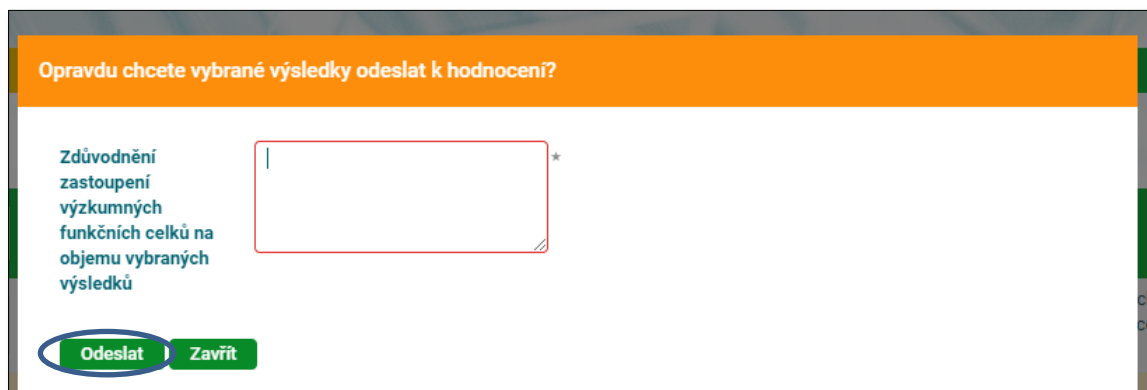 Opravdu chcete vybrané výsledky odeslat k hodnocení?
Zdůvodnění
zastoupení
výzkumných
funkčních celků na
objemu vybraných
výsledků
*
Odeslat Zavřít